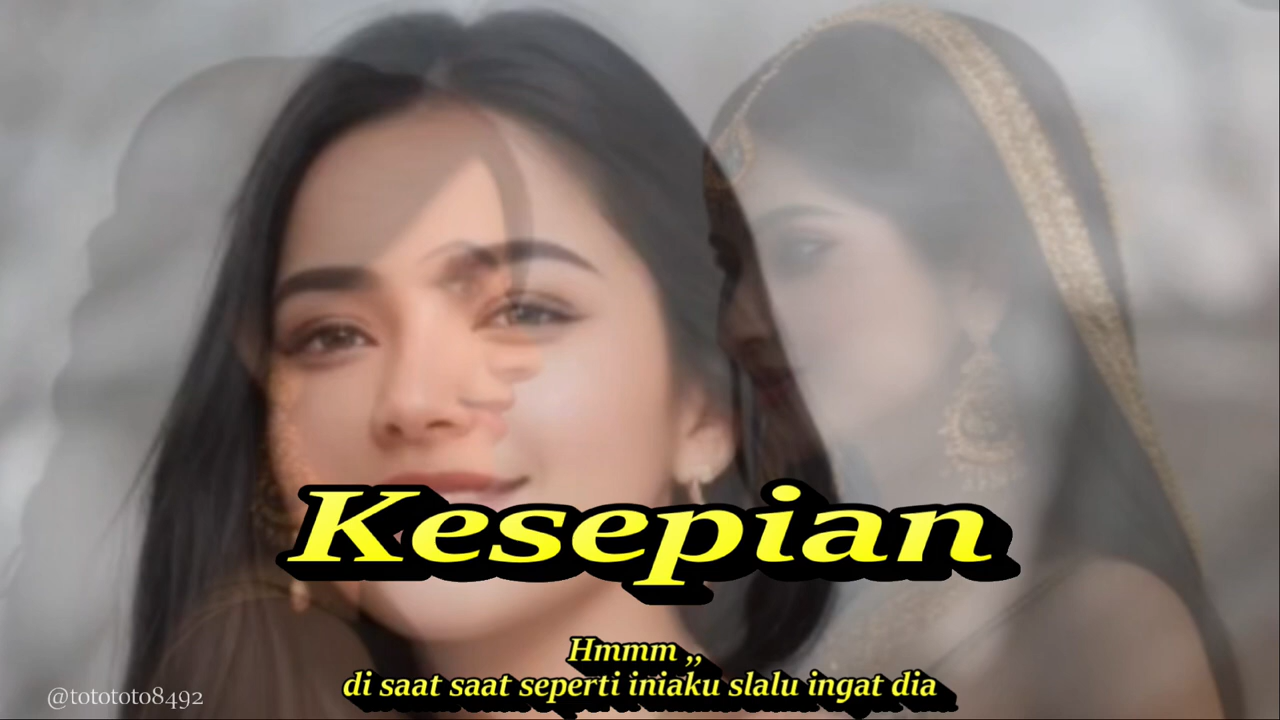 Kesepian
Hmmm ,,
di saat saat seperti iniaku slalu ingat dia
@totototo8492